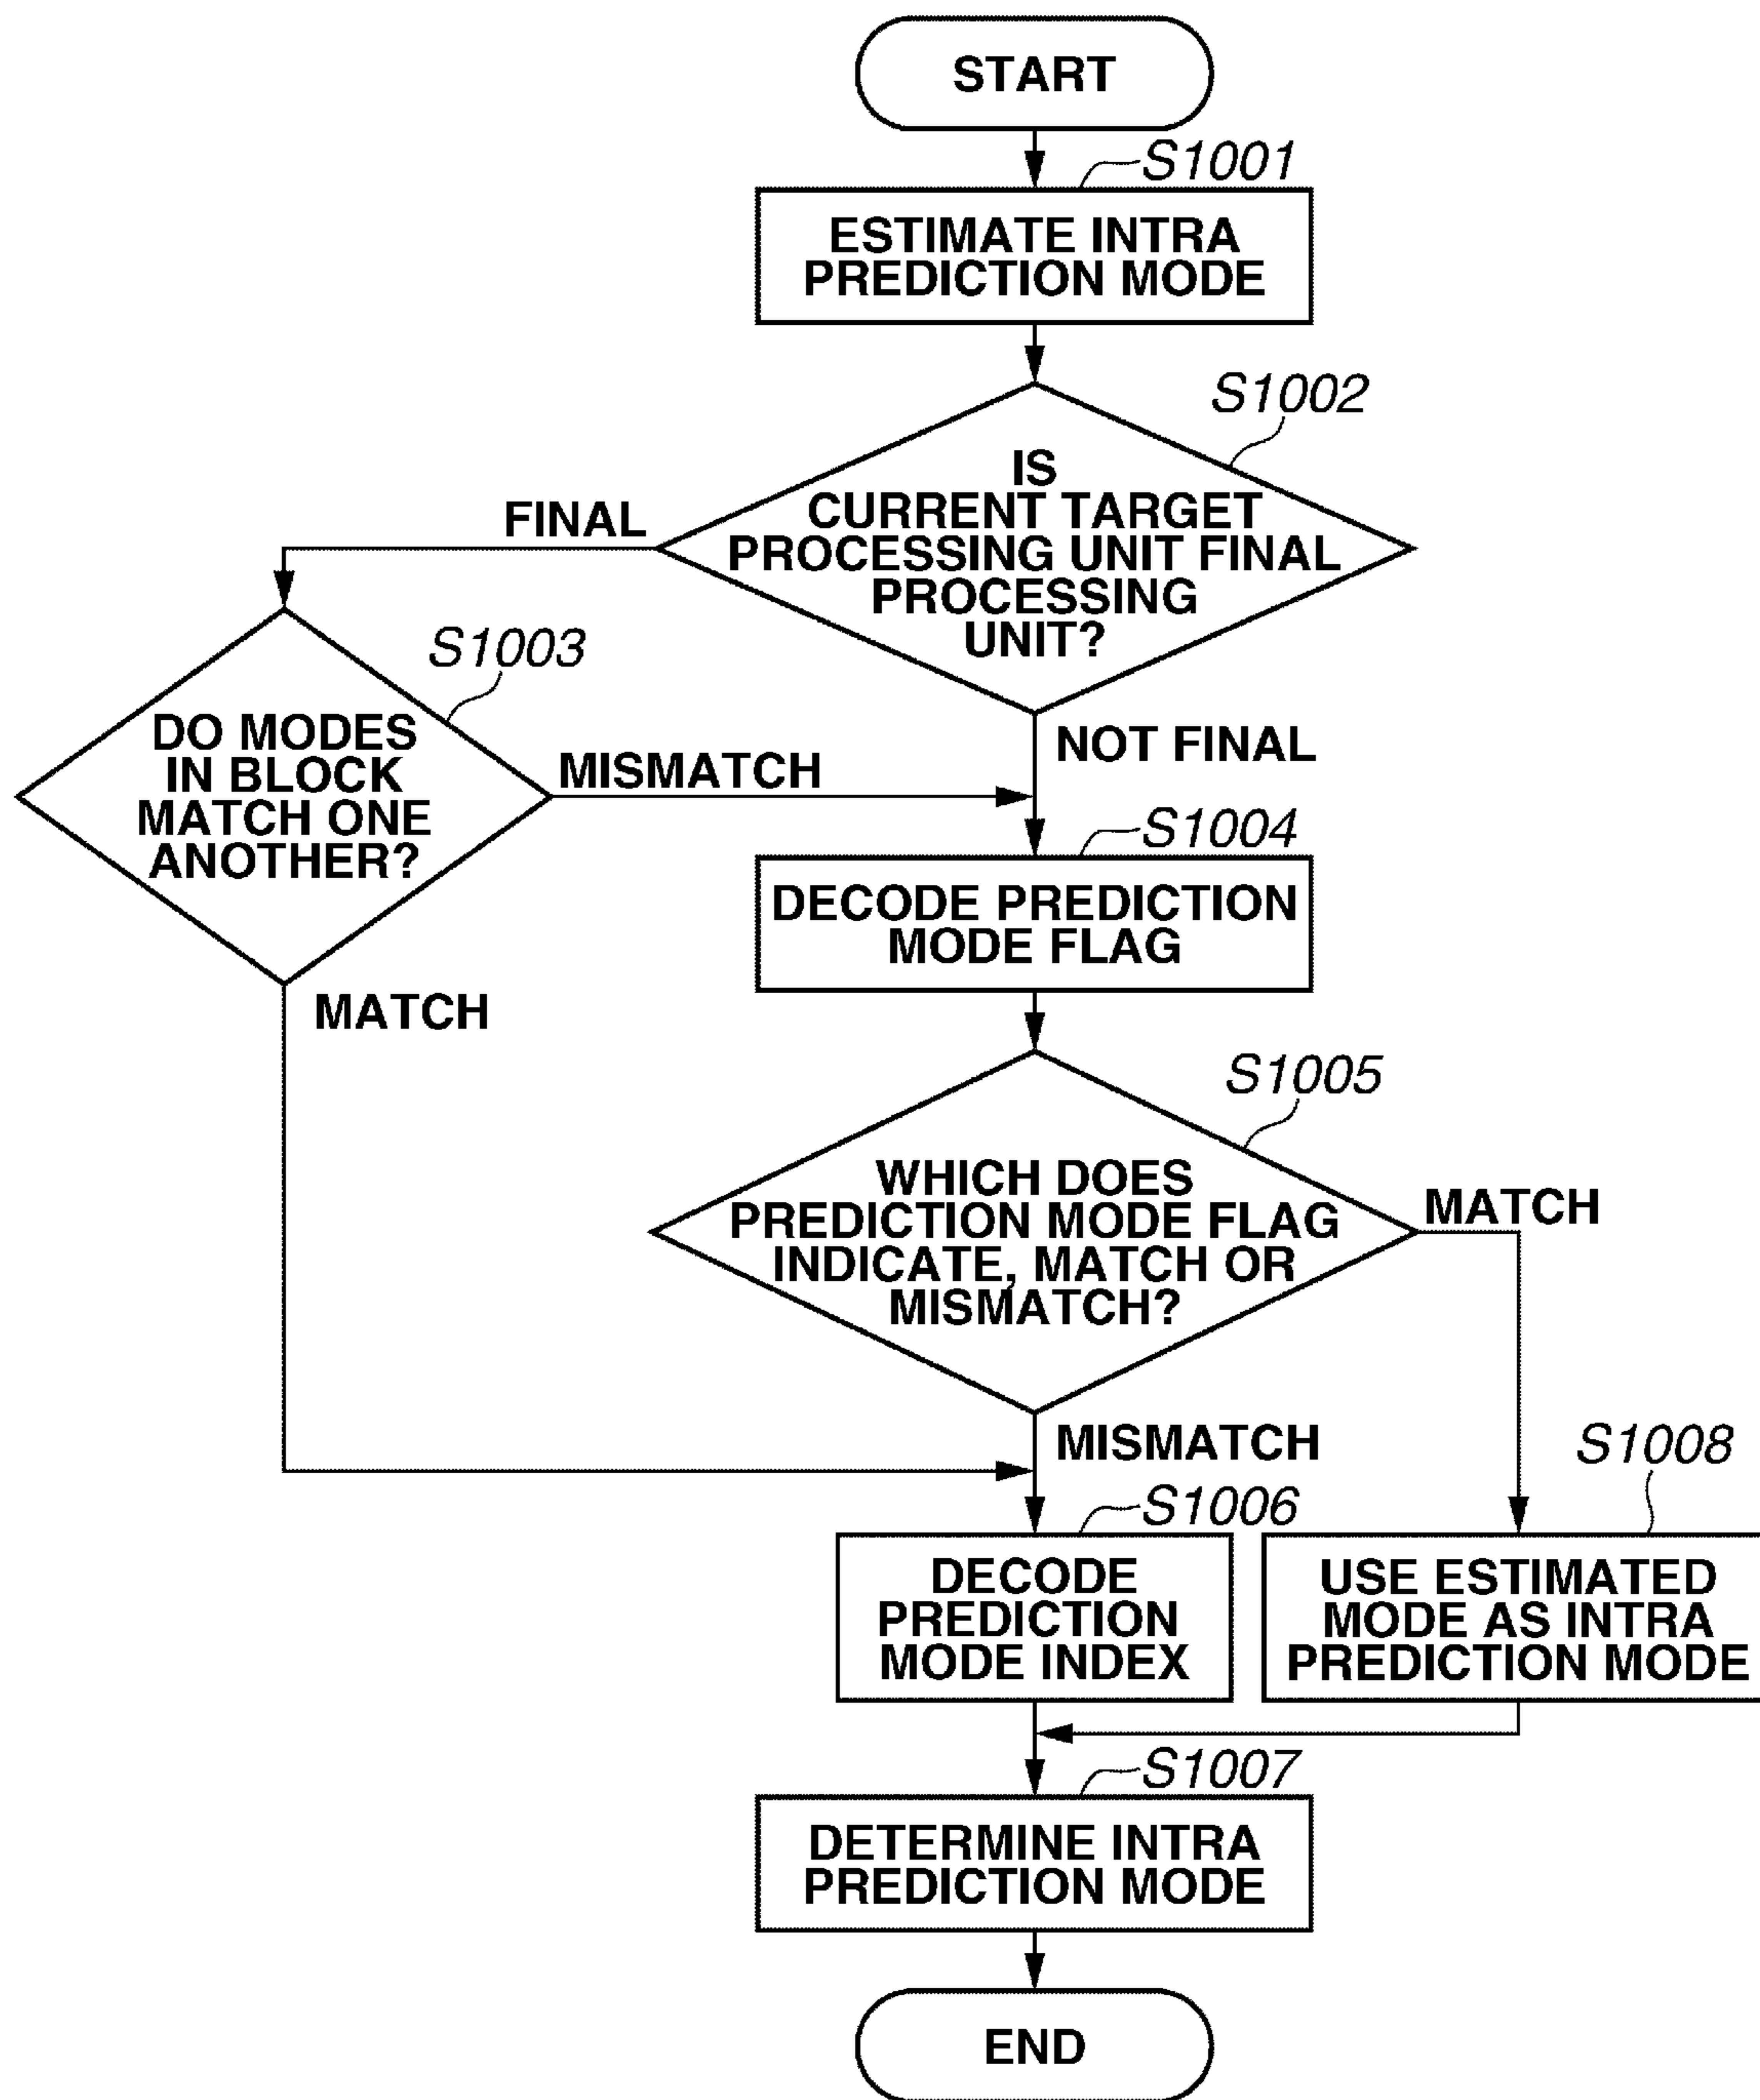 START
S1001
ESTIMATE INTRA
PREDICTION MODE
S1002
IS
CURRENT TARGET
PROCESSING UNIT FINAL
PROCESSING
UNIT?
FINAL
NOT FINAL
S1003
DO MODES
IN BLOCK
MATCH ONE
ANOTHER?
MISMATCH
MATCH
S1004
DECODE PREDICTION
MODE FLAG
S1005
WHICH DOES
PREDICTION MODE FLAG
INDICATE, MATCH OR
MISMATCH?
MATCH
MISMATCH
S1006
DECODE
PREDICTION
MODE INDEX
S1008
USE ESTIMATED
MODE AS INTRA
PREDICTION MODE
S1007
DETERMINE INTRA
PREDICTION MODE
END